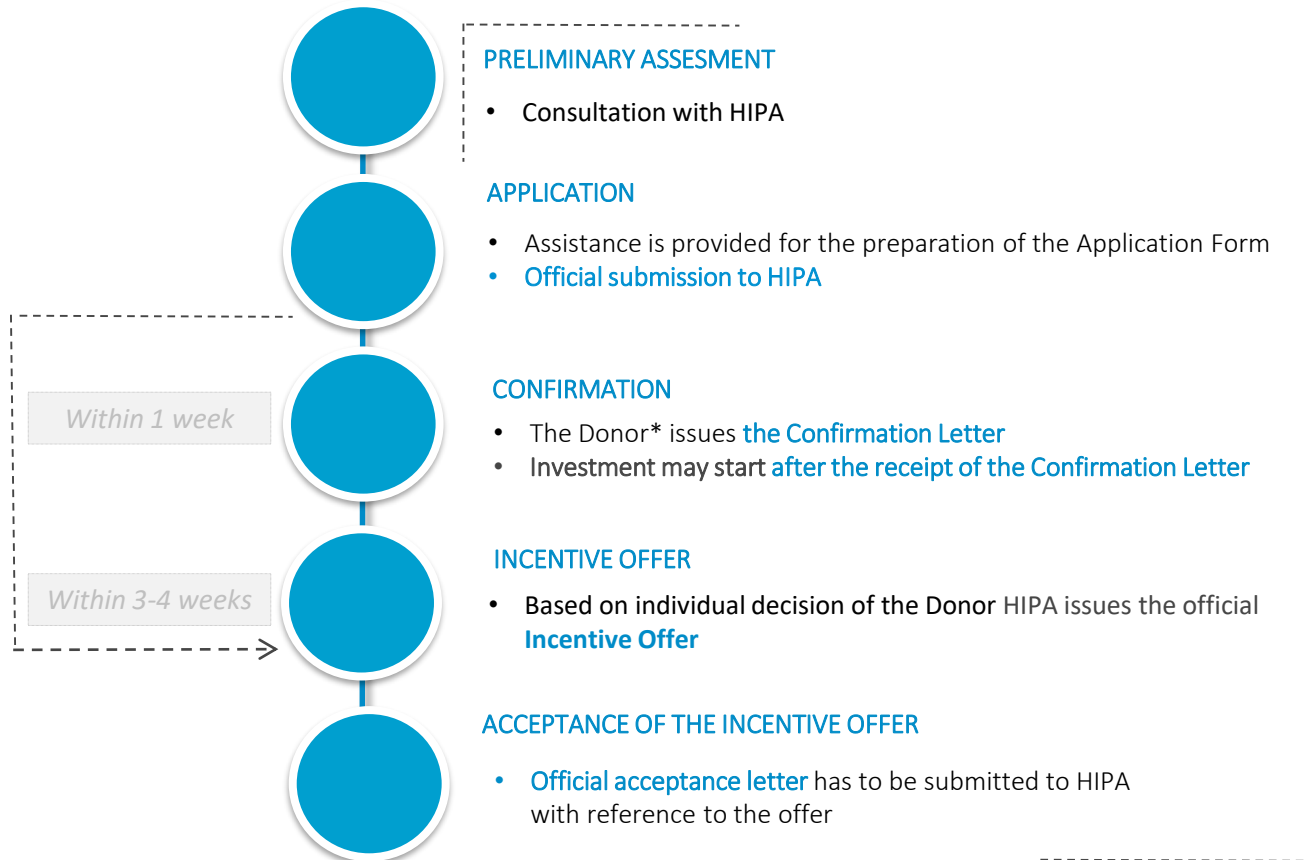 PRELIMINARY ASSESMENT
• Consultation with HIPA
APPLICATION
• Assistance is provided for the preparation of the Application Form
• Official submission to HIPA
Within 1 week
CONFIRMATION
• The Donor* issues the Confirmation Letter
• Investment may start after the receipt of the Confirmation Letter
Within 3-4 weeks
INCENTIVE OFFER
• Based on individual decision of the Donor HIPA issues the official
Incentive Offer
ACCEPTANCE OF THE INCENTIVE OFFER
• Official acceptance letter has to be submitted to HIPA
with reference to the offer